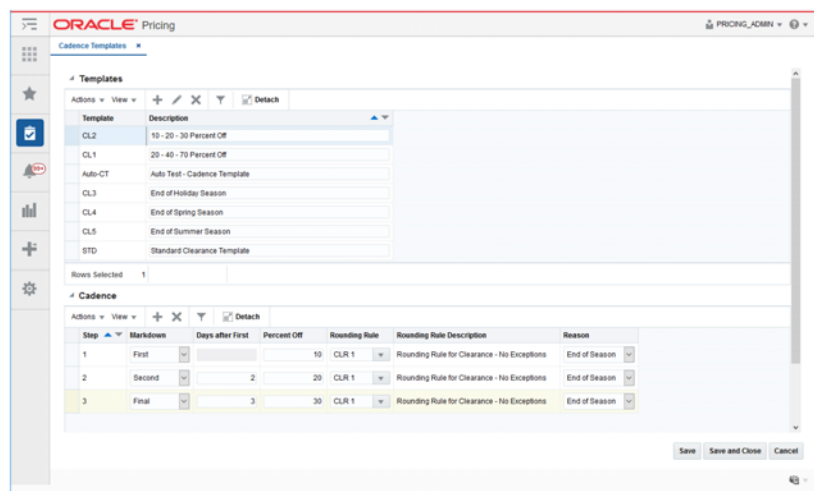 ORACLE Pricing PRICING_ADMIN
Cadence Templates ×
Templates
Actions View Detach
Template Description
CL2 10 - 20 - 30 Percent Off
CL1 20 - 40 - 70 Percent Off
Auto-CT Auto Test - Cadence Template
CL3 End of Holiday Season
CL4 End of Spring Season
CL5 End of Summer Season
STD Standard Clearance Template
Rows Selected 1
Cadence
Actions View Detach
Step Markdown Days after First Percent Off Rounding Rule Rounding Rule Description Reason
1 First 10 CLR 1 Rounding Rule for Clearance - No Exceptions End of Season
2 Second 2 20 CLR 1 Rounding Rule for Clearance - No Exceptions End of Season
3 Final 3 30 CLR 1 Rounding Rule for Clearance - No Exceptions End of Season
Save Save and Close Cancel